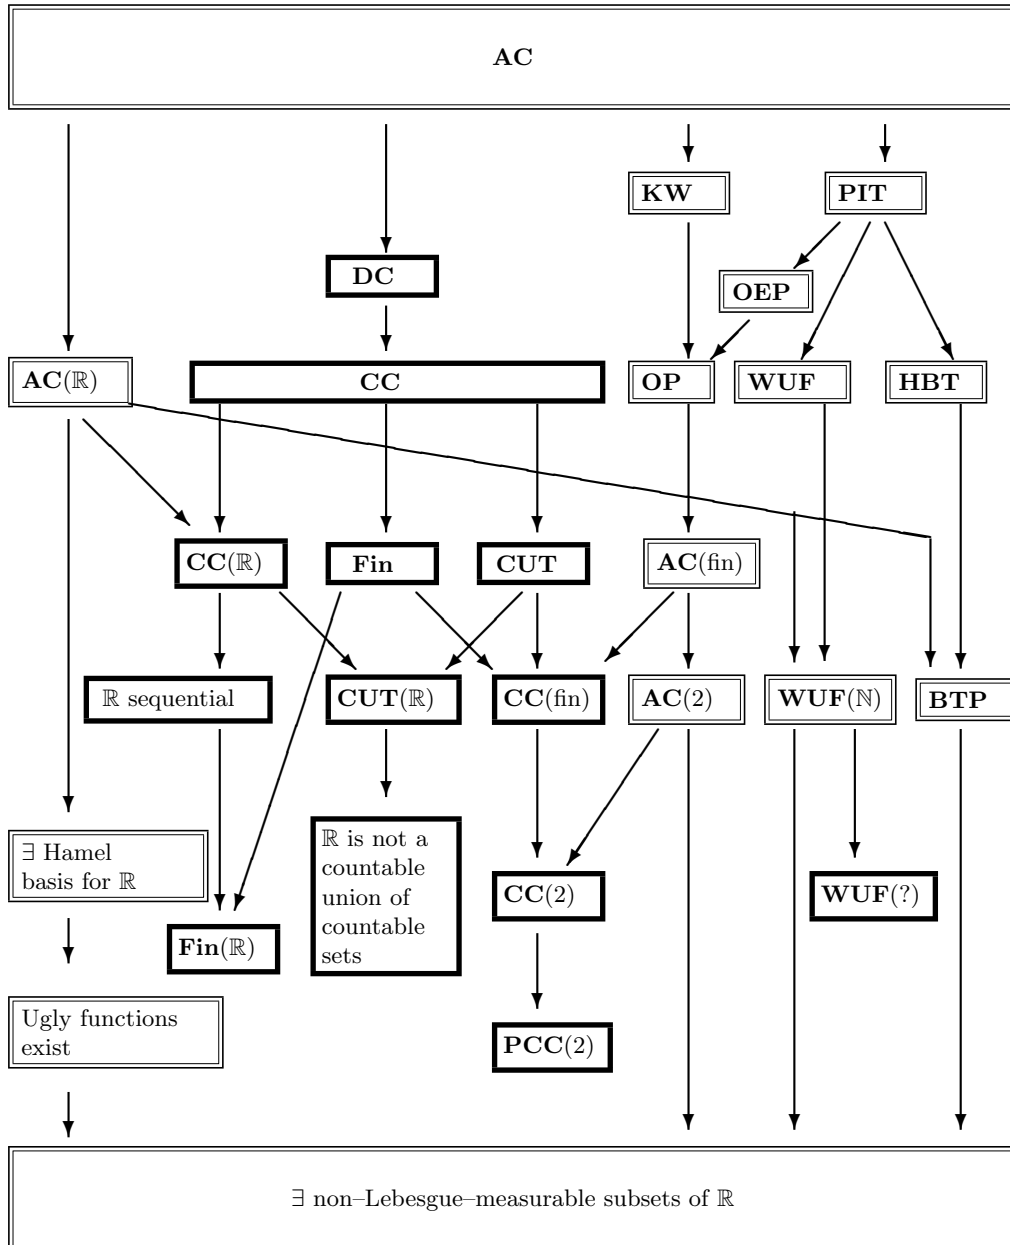 AC
KW
PIT
DC
OEP
AC(ℝ)
CC
OP
WUF
HBT
CC(ℝ)
Fin
CUT
AC(fin)
ℝ sequential
CUT(ℝ)
CC(fin)
AC(2)
WUF(ℕ)
BTP
∃ Hamel
basis for ℝ
ℝ is not a
countable
union of
countable
sets
CC(2)
WUF(?)
Fin(ℝ)
Ugly functions
exist
PCC(2)
∃ non–Lebesgue–measurable subsets of ℝ